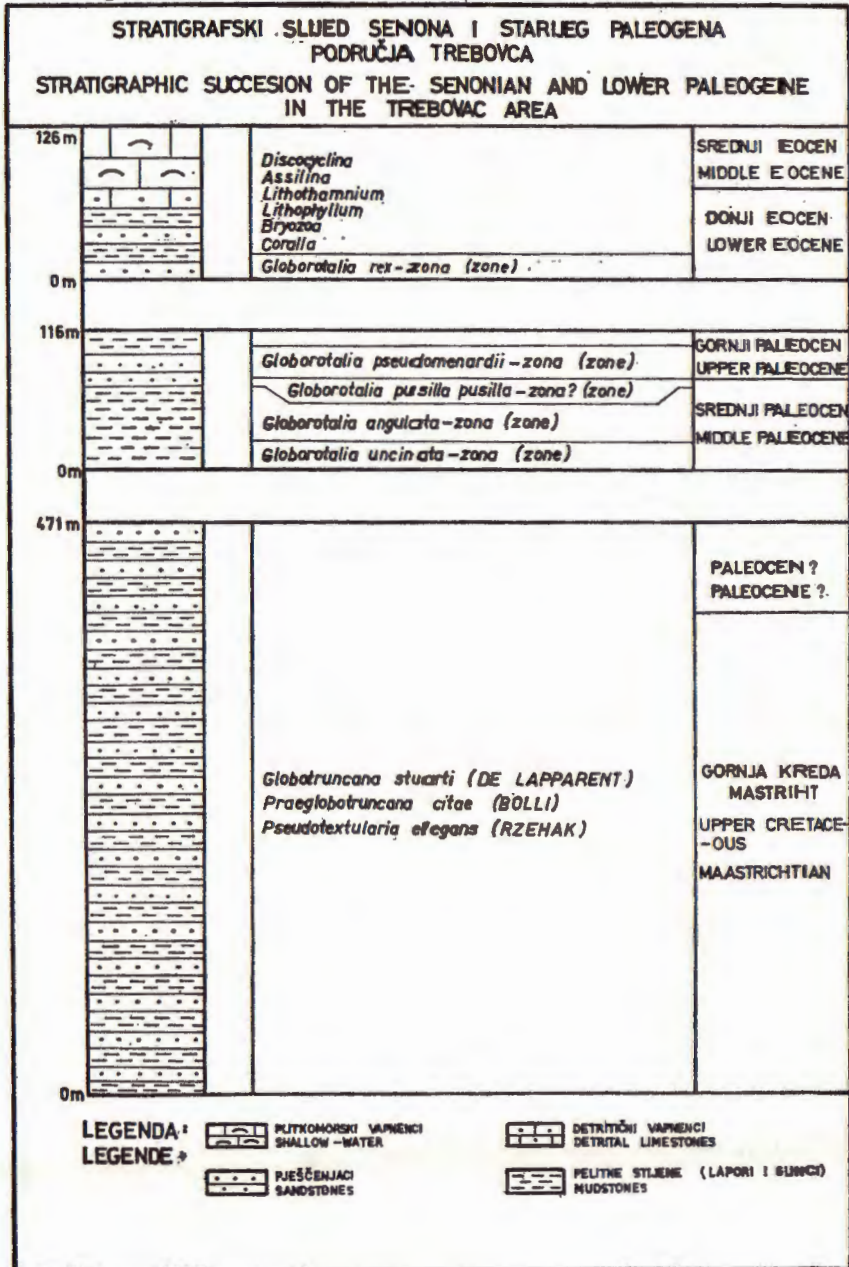 STRATIGRAFSKI SLIJED SENONA I STARIJEG PALEOGENA
PODRUČJA TREBOVCA
STRATIGRAPHIC SUCCESION OF THE SENONIAN AND LOWER PALEOGENE
IN THE TREBOVAC AREA
126 m
Discocyclina
Assilina
Lithothamnium
Lithophyllum
Bryozoa
Coralla
Globorotalia rex-zona (zone)
0 m
SREDNJI EOCEN
MIDDLE EOCENE
DONJI EOCEN
LOWER EOCENE
116 m
Globorotalia pseudomenardii-zona (zone)
Globorotalia pusilla pusilla-zona? (zone)
Globorotalia angulata-zona (zone)
Globorotalia uncinata-zona (zone)
0 m
GORNJI PALEOCEN
UPPER PALEOCENE
SREDNJI PALEOCEN
MIDDLE PALEOCENE
471 m
Globotruncana stuarti (DE LAPPARENT)
Praeglobotruncana citae (BOLLI)
Pseudotextularia elegans (RZEHAK)
0 m
PALEOCEN ?
PALEOCENE ?
GORNJA KREDA
MASTRIHT
UPPER CRETACE-
-OUS
MAASTRICHTIAN
LEGENDA:
LEGENDE:
PLITKOMORSKI VAPNENCI
SHALLOW-WATER
DETRITIČNI VAPNENCI
DETRITAL LIMESTONES
PJEŠČENJACI
SANDSTONES
PELITNE STIJENE (LAPORI I GLINCI)
MUDSTONES